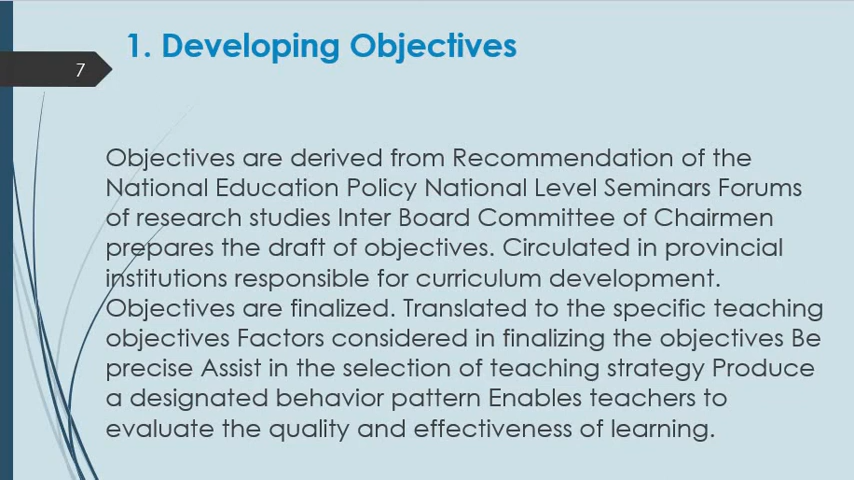 1. Developing Objectives
7
Objectives are derived from Recommendation of the
National Education Policy National Level Seminars Forums
of research studies Inter Board Committee of Chairmen
prepares the draft of objectives. Circulated in provincial
institutions responsible for curriculum development.
Objectives are finalized. Translated to the specific teaching
objectives Factors considered in finalizing the objectives Be
precise Assist in the selection of teaching strategy Produce
a designated behavior pattern Enables teachers to
evaluate the quality and effectiveness of learning.